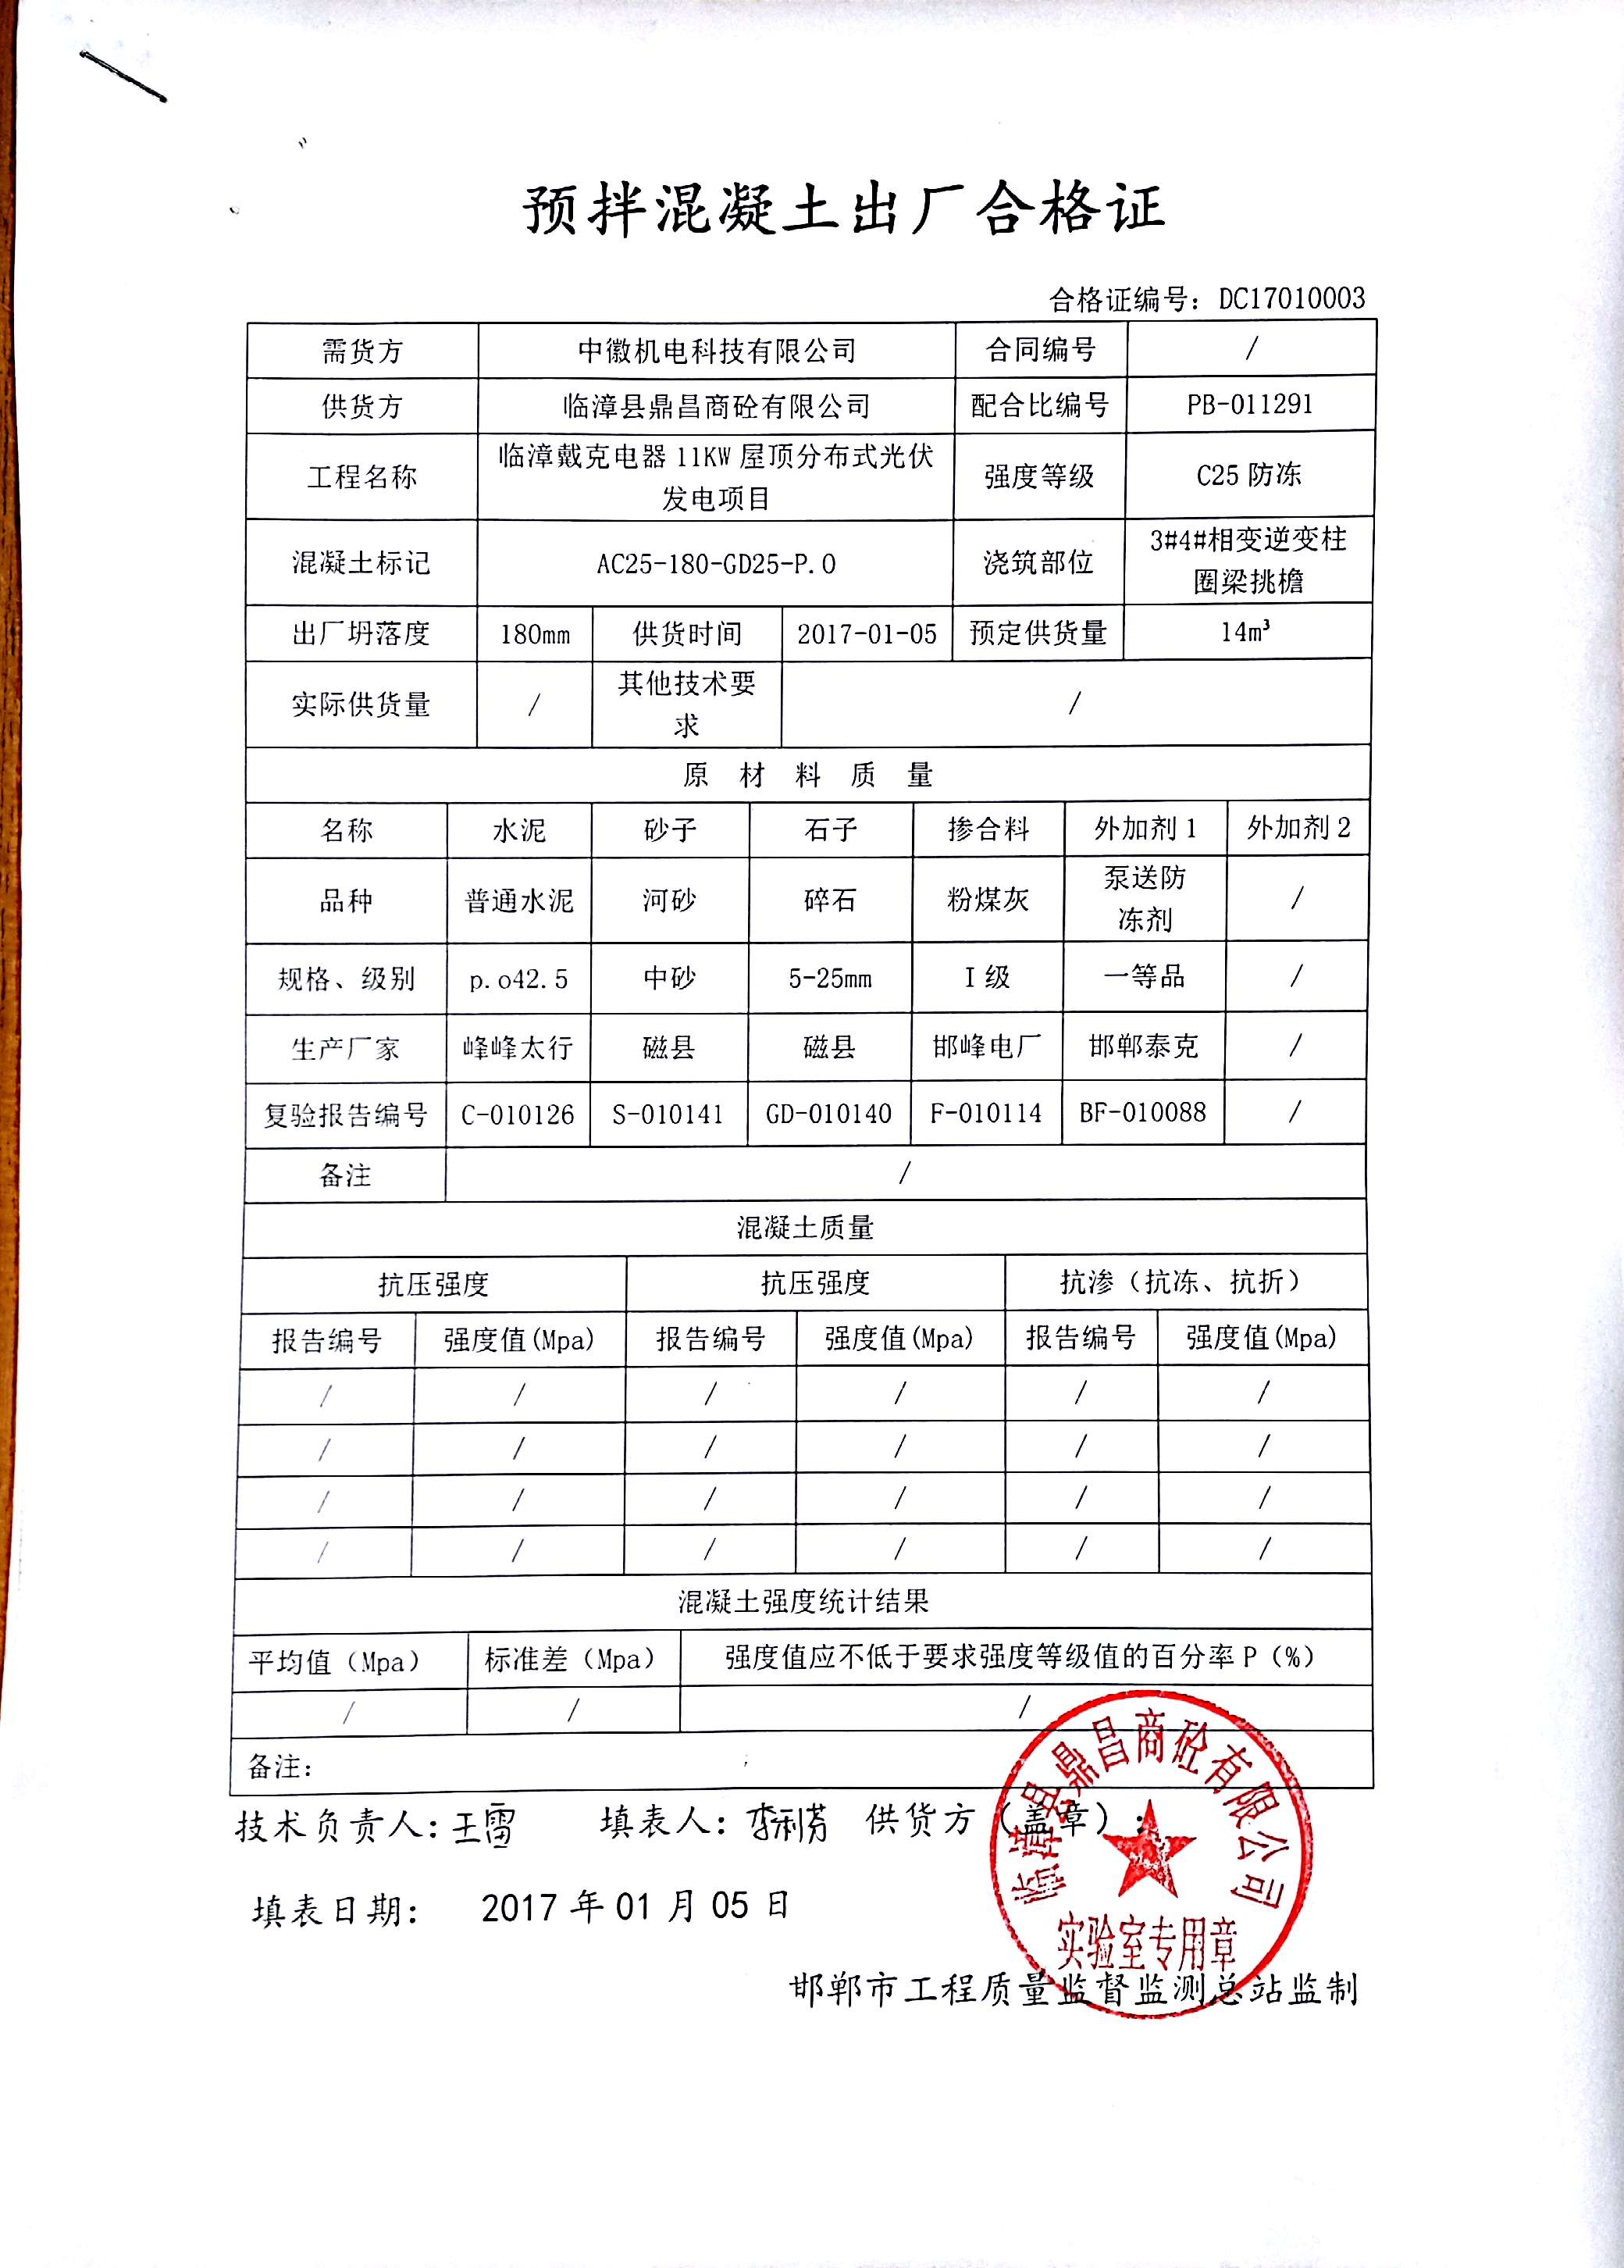 预拌混凝土出厂合格证
合格证编号：DC17010003
需货方 中徽机电科技有限公司 合同编号 /
供货方 临漳县鼎昌商砼有限公司 配合比编号 PB-011291
工程名称 临漳戴克电器 11KW 屋顶分布式光伏发电项目 强度等级 C25 防冻
混凝土标记 AC25-180-GD25-P.O 浇筑部位 3#4#相变逆变柱圈梁挑檐
出厂坍落度 180mm 供货时间 2017-01-05 预定供货量 14m³
实际供货量 / 其他技术要求 /
原 材 料 质 量
名称 水泥 砂子 石子 掺合料 外加剂 1 外加剂 2
品种 普通水泥 河砂 碎石 粉煤灰 泵送防冻剂 /
规格、级别 p.o42.5 中砂 5-25mm I 级 一等品 /
生产厂家 峰峰太行 磁县 磁县 邯峰电厂 邯郸泰克 /
复验报告编号 C-010126 S-010141 GD-010140 F-010114 BF-010088 /
备注 /
混凝土质量
抗压强度 抗压强度 抗渗（抗冻、抗折）
报告编号 强度值(Mpa) 报告编号 强度值(Mpa) 报告编号 强度值(Mpa)
/ / / / / /
/ / / / / /
/ / / / / /
/ / / / / /
混凝土强度统计结果
平均值（Mpa） 标准差（Mpa） 强度值应不低于要求强度等级值的百分率 P（%）
/ / /
备注：
技术负责人：王雷 填表人：李利芳 供货方（盖章）：
填表日期： 2017 年 01 月 05 日
临漳县鼎昌商砼有限公司
实验室专用章
邯郸市工程质量监督监测总站监制